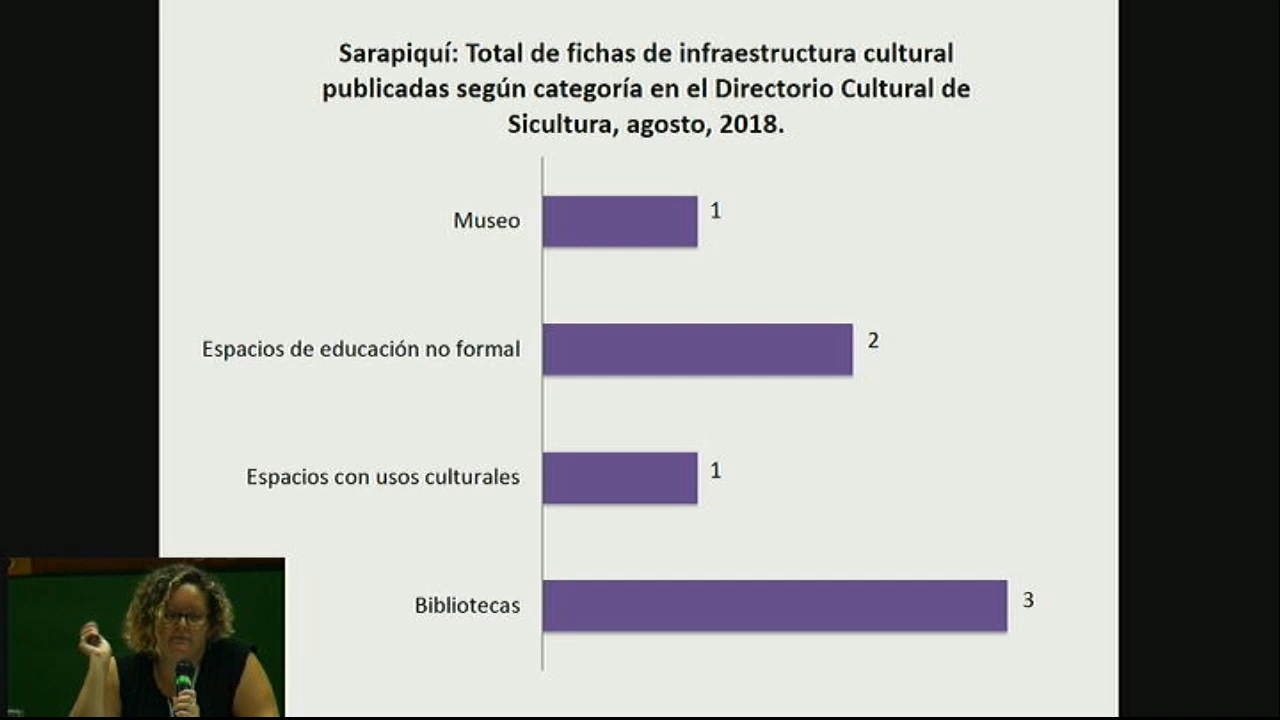 Sarapiquí: Total de fichas de infraestructura cultural
publicadas según categoría en el Directorio Cultural de
Sicultura, agosto, 2018.
Museo 1
Espacios de educación no formal 2
Espacios con usos culturales 1
Bibliotecas 3